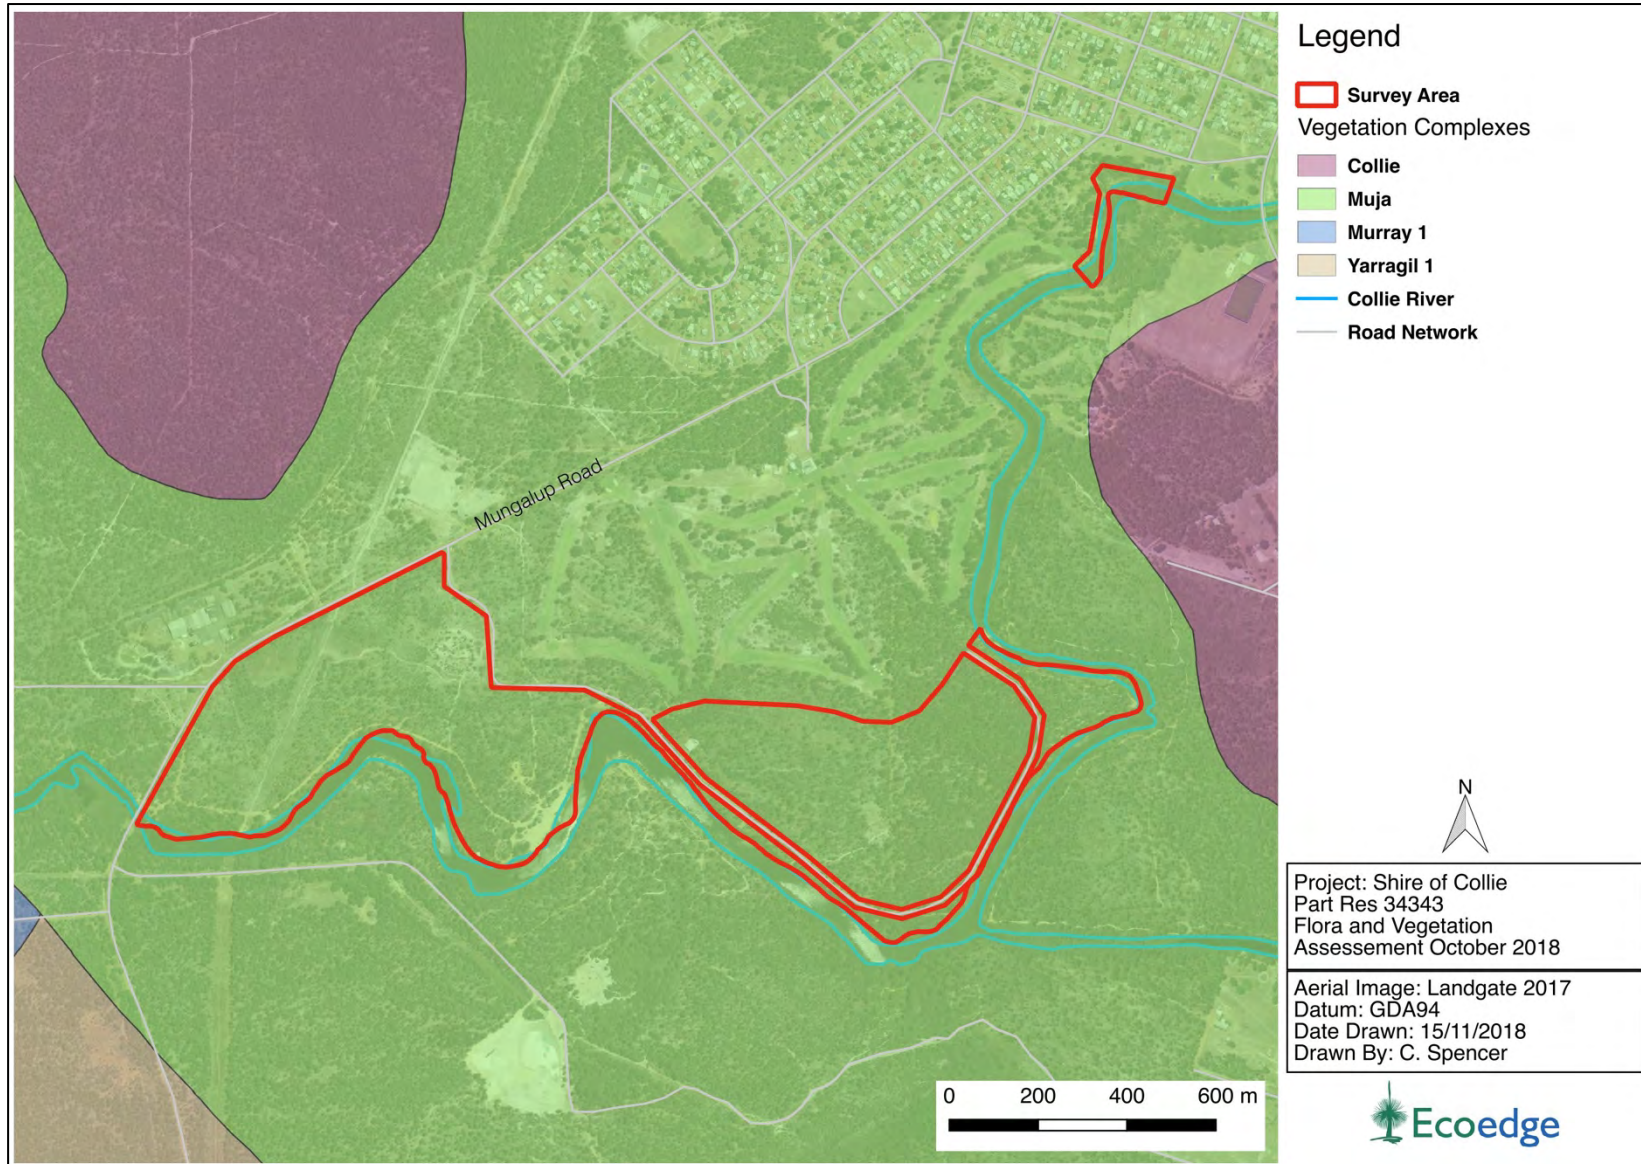 Legend
Survey Area
Vegetation Complexes
Collie
Muja
Murray 1
Yarragil 1
Collie River
Road Network
Mungalup Road
N
Project: Shire of Collie
Part Res 34343
Flora and Vegetation
Assessement October 2018
Aerial Image: Landgate 2017
Datum: GDA94
Date Drawn: 15/11/2018
Drawn By: C. Spencer
0 200 400 600 m
Ecoedge